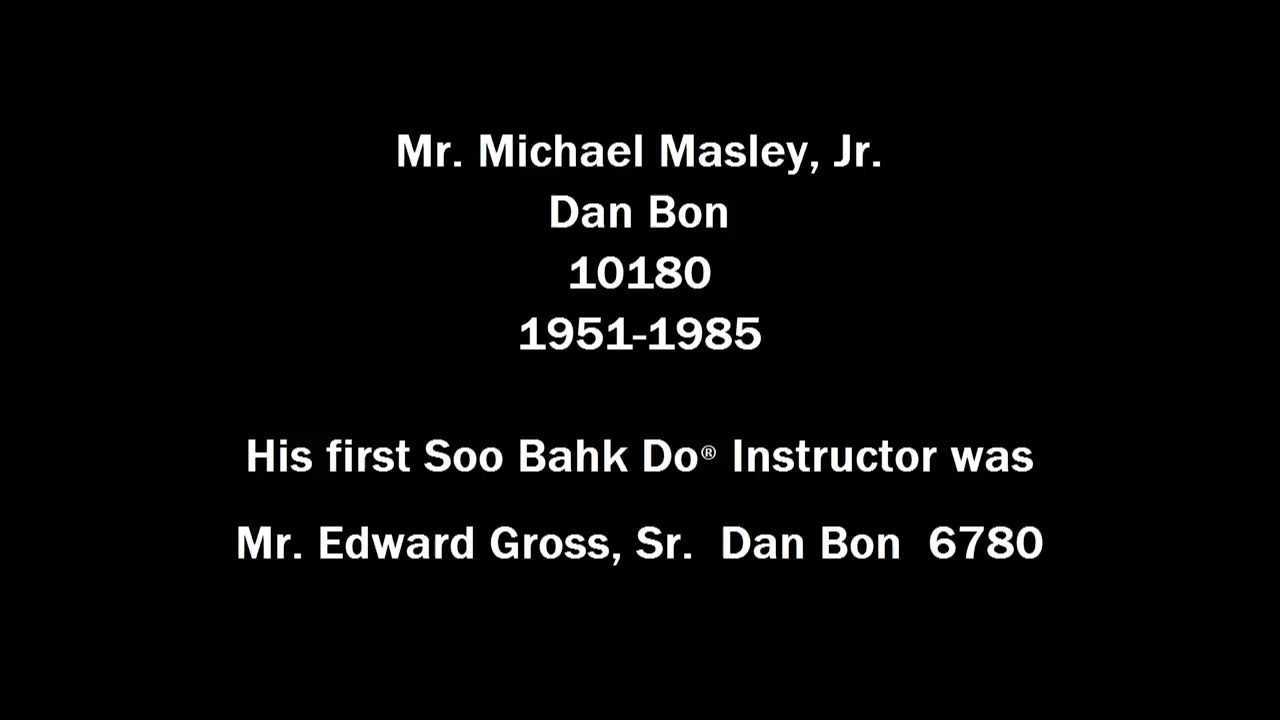 Mr. Michael Masley, Jr.
Dan Bon
10180
1951-1985
His first Soo Bahk Do® Instructor was
Mr. Edward Gross, Sr.  Dan Bon  6780